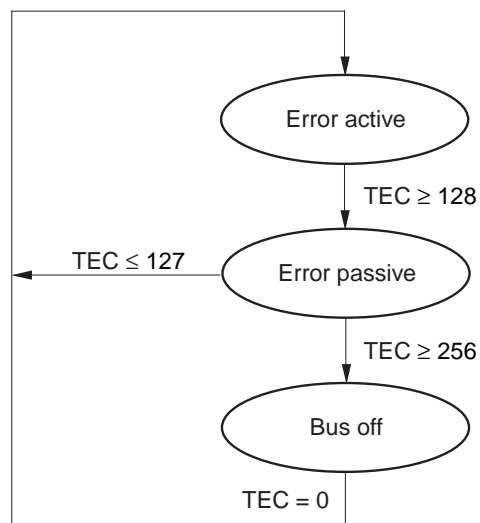 Error active
TEC ≥ 128
TEC ≤ 127
Error passive
TEC ≥ 256
Bus off
TEC = 0